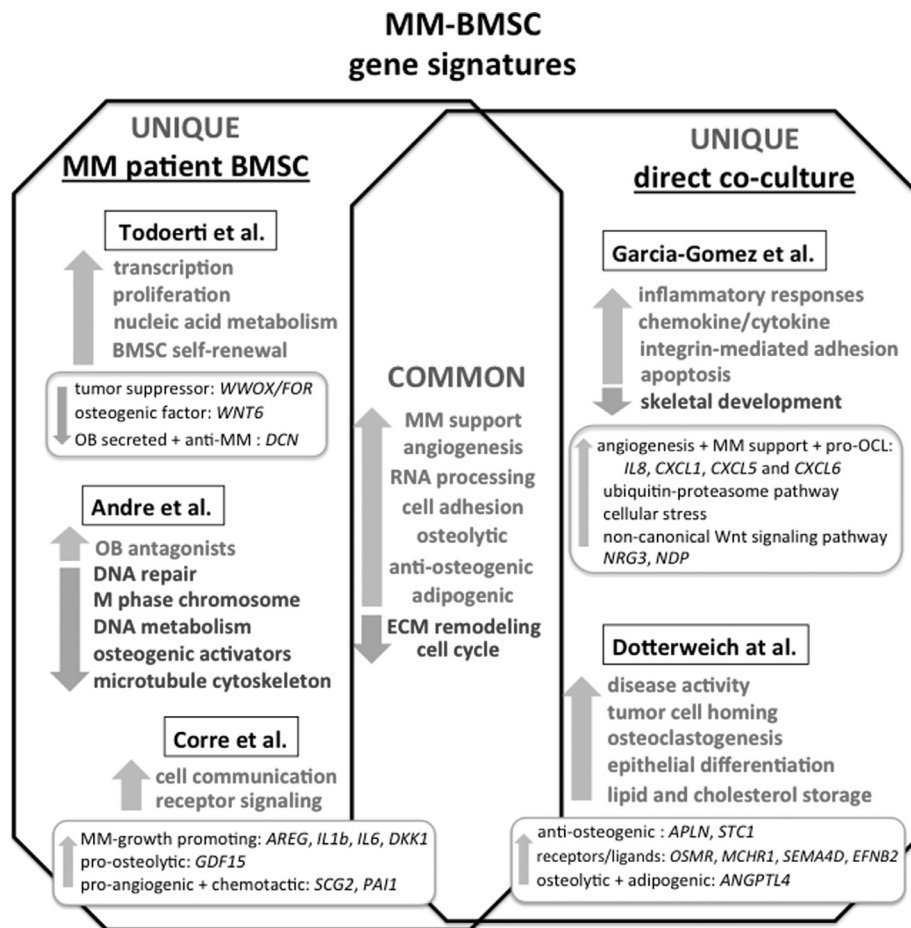 MM-BMSC
gene signatures
UNIQUE
MM patient BMSC
Todoerti et al.
transcription
proliferation
nucleic acid metabolism
BMSC self-renewal
tumor suppressor: WWOX/FOR
osteogenic factor: WNT6
OB secreted + anti-MM : DCN
Andre et al.
OB antagonists
DNA repair
M phase chromosome
DNA metabolism
osteogenic activators
microtubule cytoskeleton
Corre et al.
cell communication
receptor signaling
MM-growth promoting: AREG, IL1b, IL6, DKK1
pro-osteolytic: GDF15
pro-angiogenic + chemotactic: SCG2, PAI1
COMMON
MM support
angiogenesis
RNA processing
cell adhesion
osteolytic
anti-osteogenic
adipogenic
ECM remodeling
cell cycle
UNIQUE
direct co-culture
Garcia-Gomez et al.
inflammatory responses
chemokine/cytokine
integrin-mediated adhesion
apoptosis
skeletal development
angiogenesis + MM support + pro-OCL:
IL8, CXCL1, CXCL5 and CXCL6
ubiquitin-proteasome pathway
cellular stress
non-canonical Wnt signaling pathway
NRG3, NDP
Dotterweich at al.
disease activity
tumor cell homing
osteoclastogenesis
epithelial differentiation
lipid and cholesterol storage
anti-osteogenic : APLN, STC1
receptors/ligands: OSMR, MCHR1, SEMA4D, EFNB2
osteolytic + adipogenic: ANGPTL4